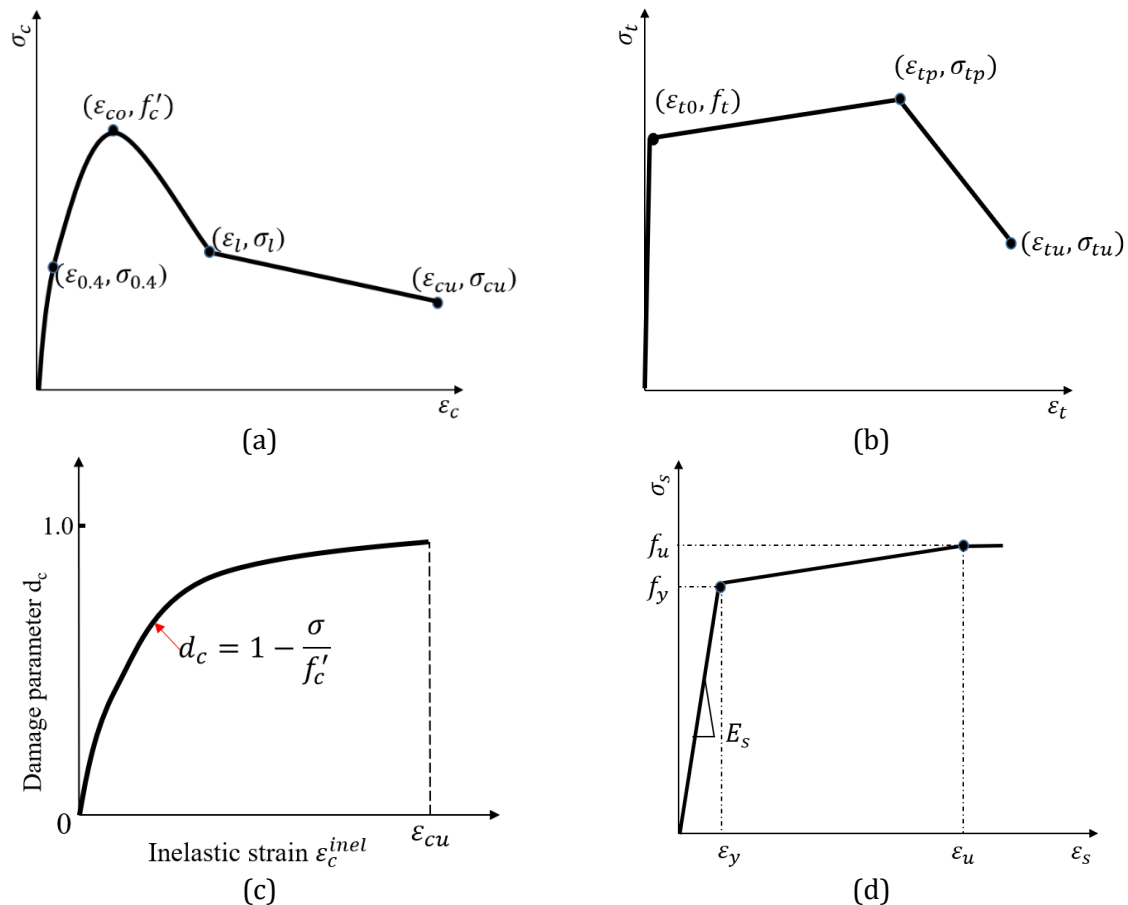 σ_c
(ε_co, f_c′)
(ε_0.4, σ_0.4)
(ε_l, σ_l)
(ε_cu, σ_cu)
ε_c
(a)
σ_t
(ε_t0, f_t)
(ε_tp, σ_tp)
(ε_tu, σ_tu)
ε_t
(b)
Damage parameter d_c
1.0
0
d_c = 1 − σ/f_c′
ε_cu
Inelastic strain ε_c^inel
(c)
σ_s
f_u
f_y
E_s
ε_y
ε_u
ε_s
(d)